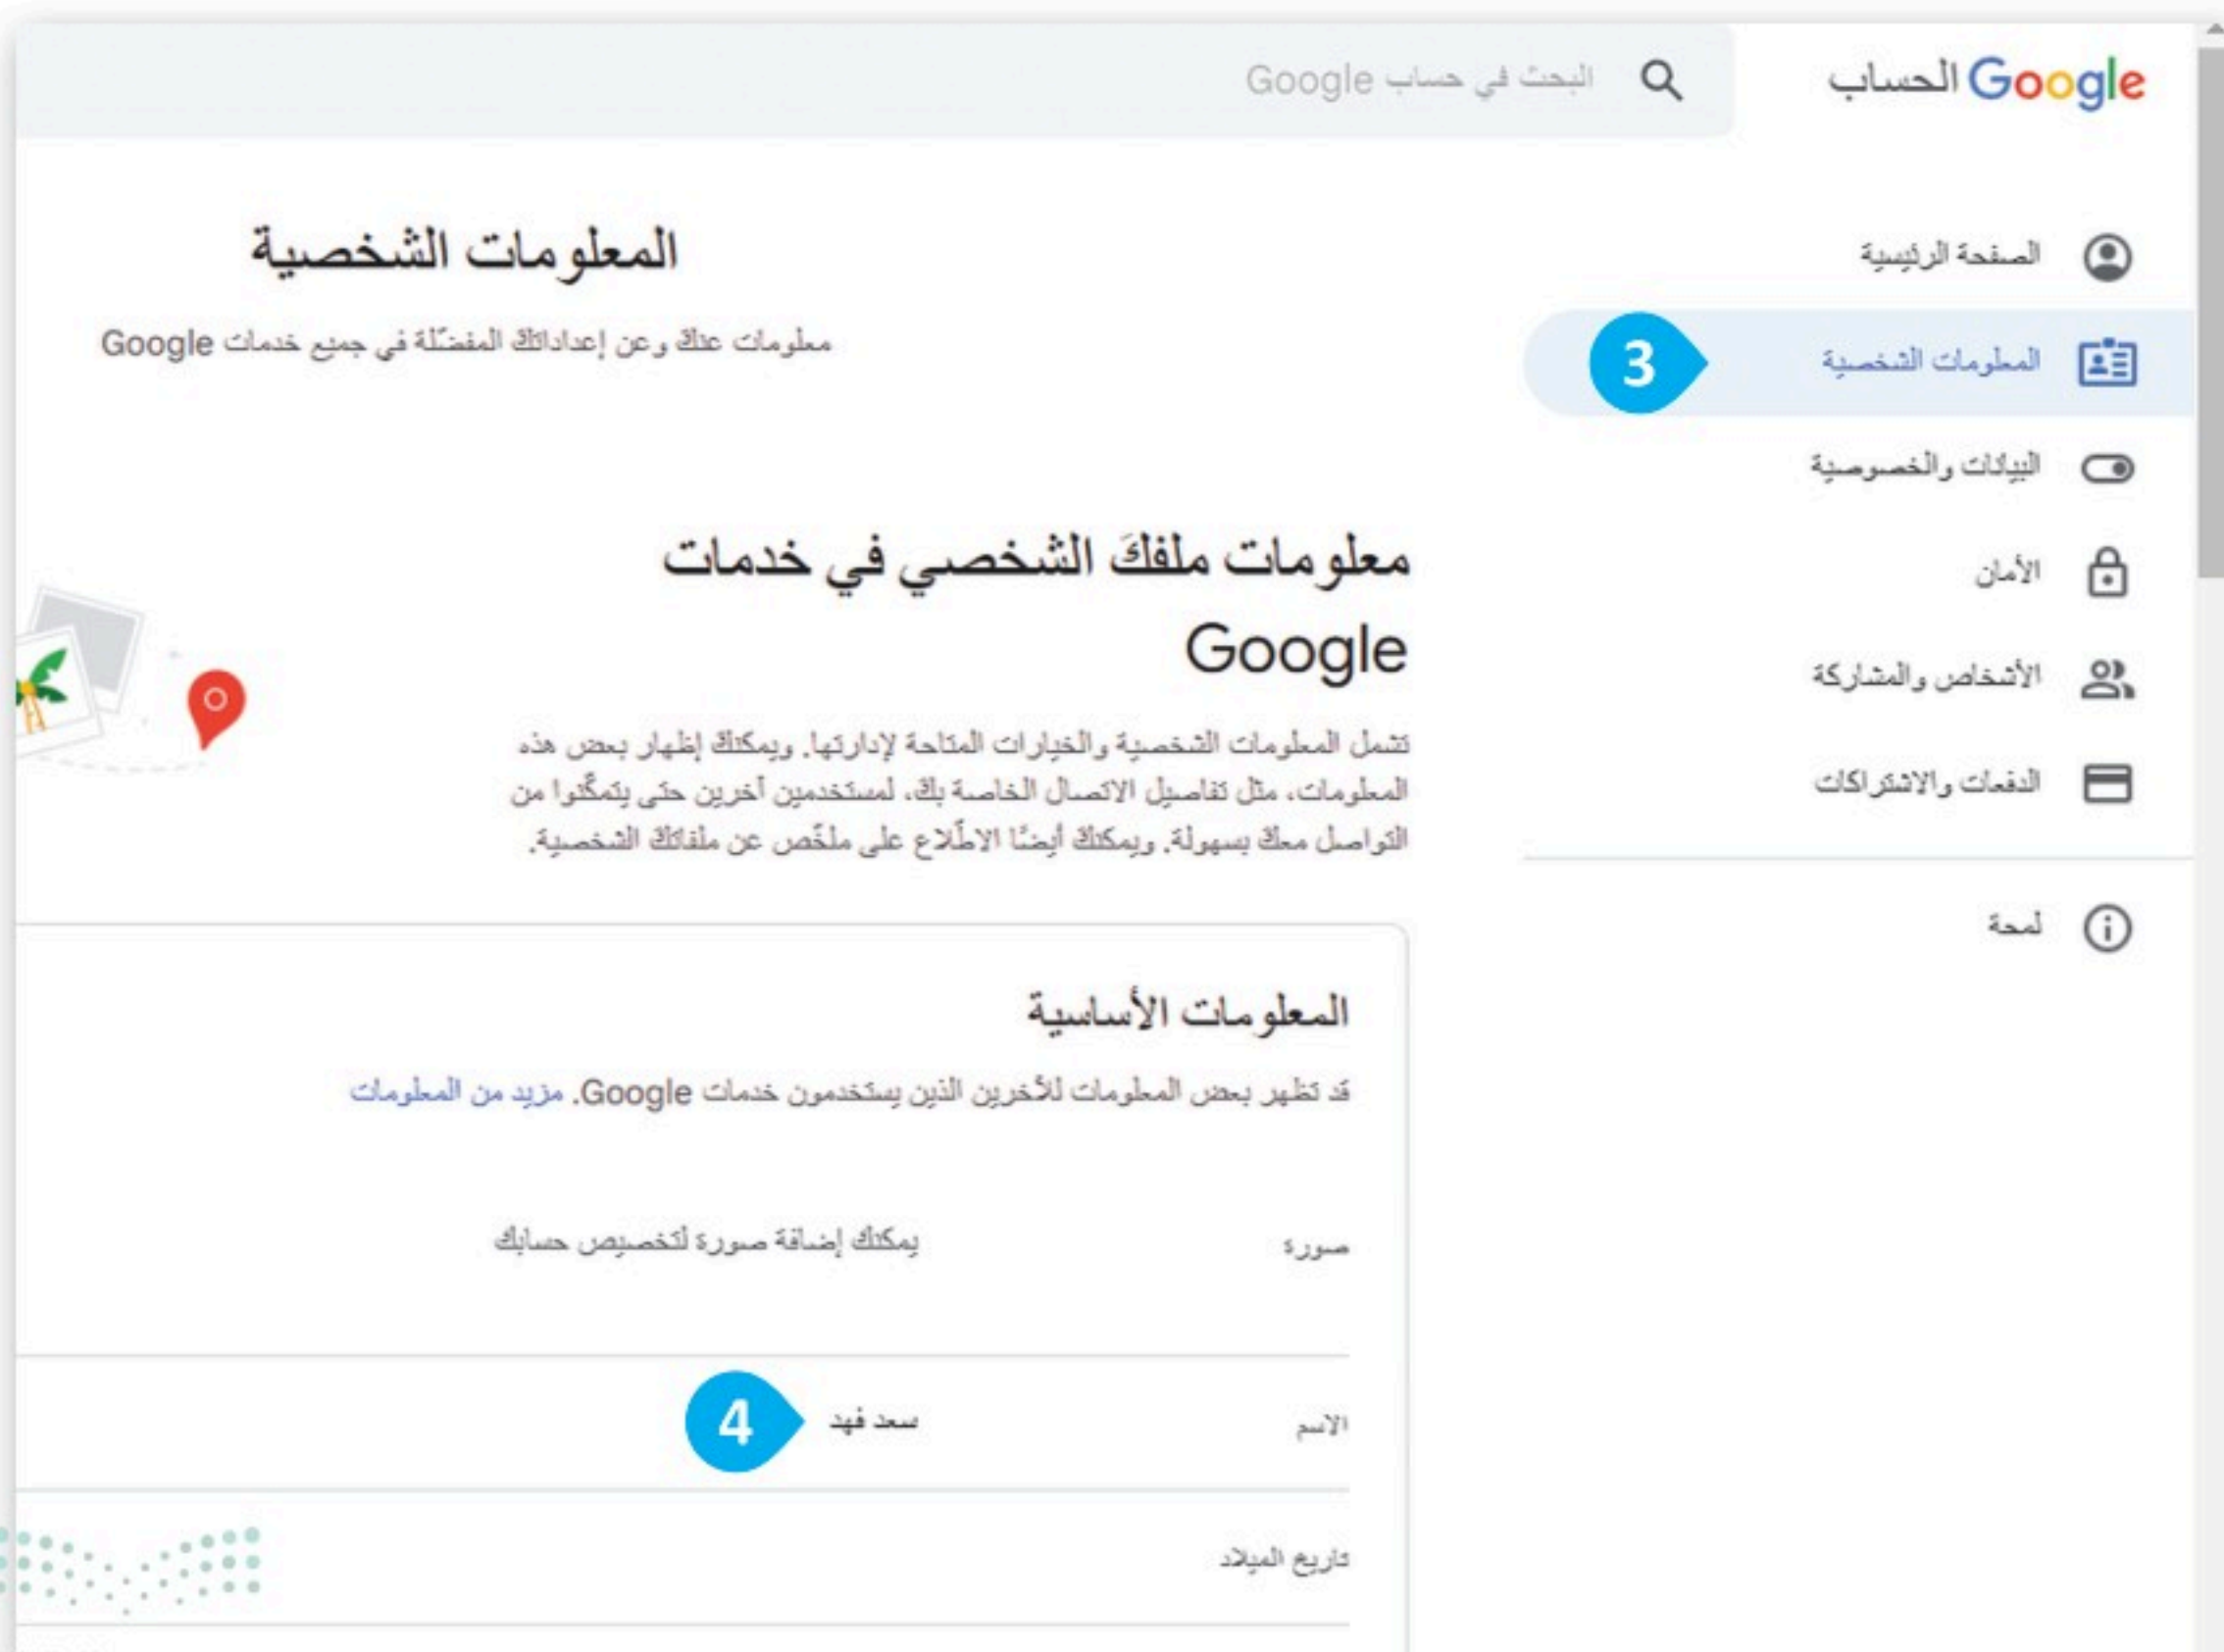 Google الحساب
البحث في حساب Google
الصفحة الرئيسية
3 المعلومات الشخصية
البيانات والخصوصية
الأمان
الأشخاص والمشاركة
الدفعات والاشتراكات
لمحة
المعلومات الشخصية
معلومات عنك وعن إعداداتك المفضّلة في جميع خدمات Google
معلومات ملفكَ الشخصي في خدمات
Google
تشمل المعلومات الشخصية والخيارات المتاحة لإدارتها. ويمكنك إظهار بعض هذه
المعلومات، مثل تفاصيل الاتصال الخاصة بك، لمستخدمين آخرين حتى يتمكّنوا من
التواصل معك بسهولة. ويمكنك أيضًا الاطّلاع على ملخّص عن ملفاتك الشخصية.
المعلومات الأساسية
قد تظهر بعض المعلومات للآخرين الذين يستخدمون خدمات Google. مزيد من المعلومات
صورة يمكنك إضافة صورة لتخصيص حسابك
الاسم سعد فهد 4
تاريخ الميلاد